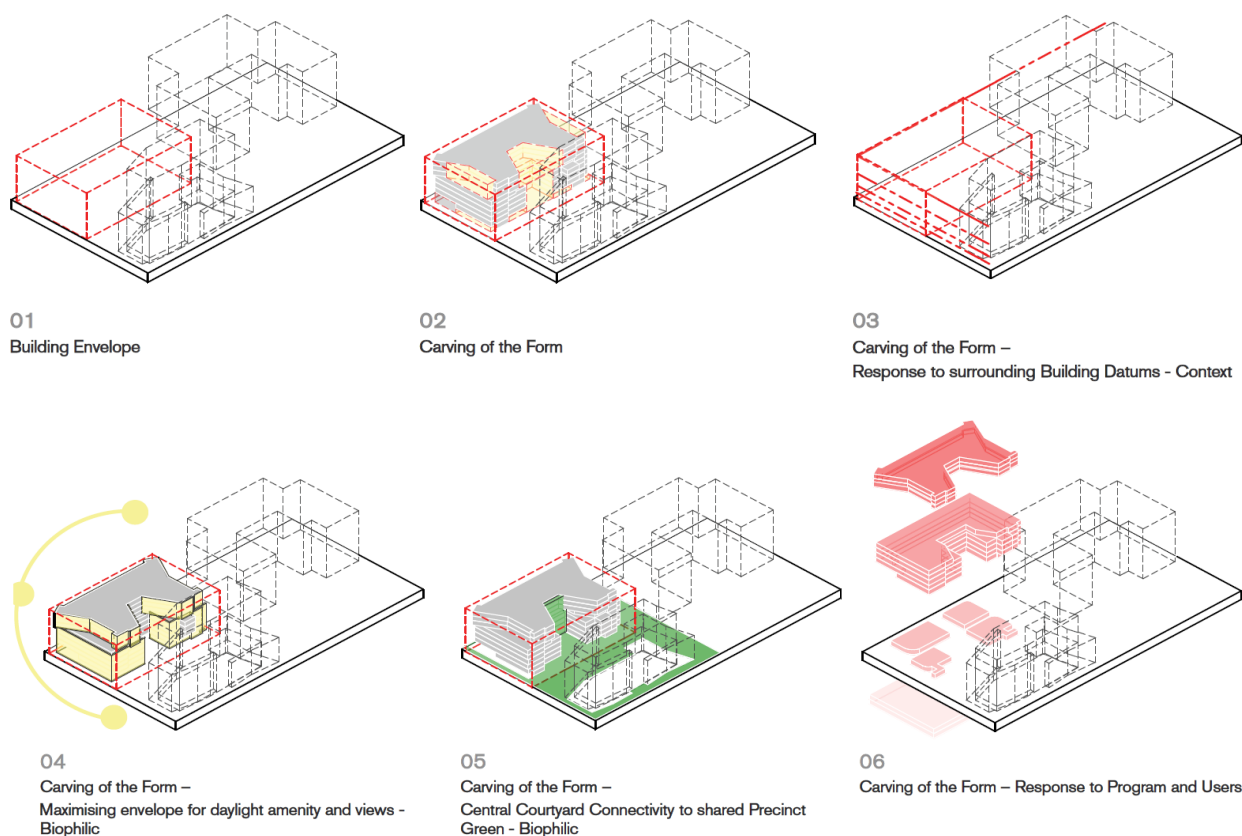 01
Building Envelope
02
Carving of the Form
03
Carving of the Form –
Response to surrounding Building Datums - Context
04
Carving of the Form –
Maximising envelope for daylight amenity and views -
Biophilic
05
Carving of the Form –
Central Courtyard Connectivity to shared Precinct
Green - Biophilic
06
Carving of the Form – Response to Program and Users